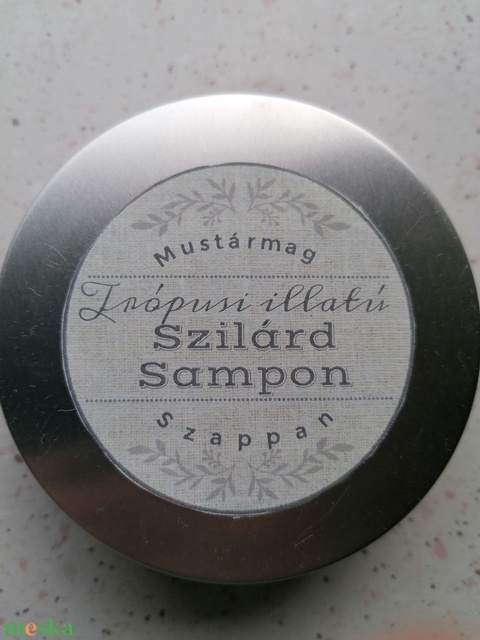 Mustármag
Trópusi illatú
Szilárd
Sampon
Szappan
meska